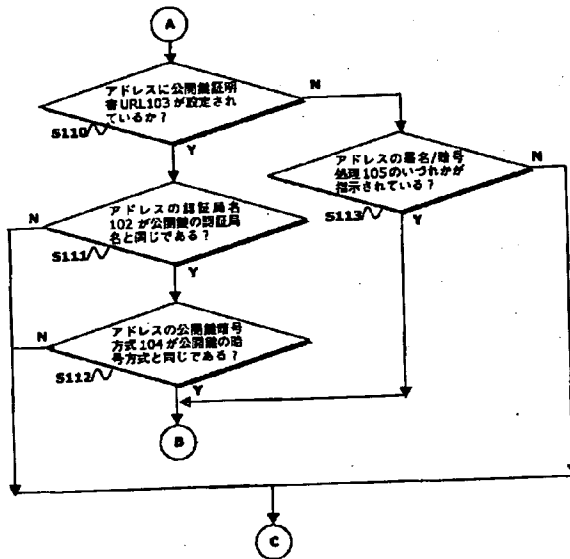 A
アドレスに公開鍵証明
書URL103が設定され
ているか?
N
S110
Y
アドレスの署名/暗号
処理105のいづれかが
指示されている?
N
S113
Y
アドレスの認証局名
102が公開鍵の認証局
名と同じである?
N
S111
Y
アドレスの公開鍵暗号
方式104が公開鍵の暗
号方式と同じである?
N
S112
Y
B
C